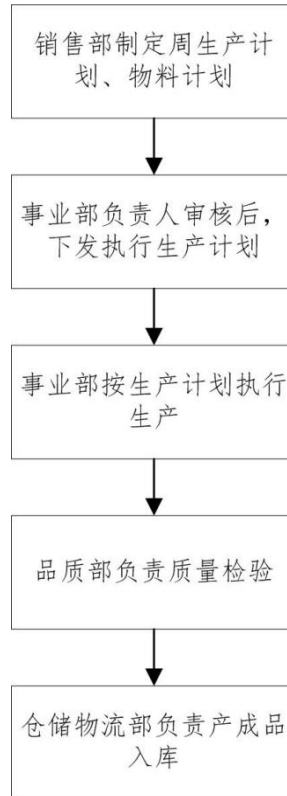 销售部制定周生产计
划、物料计划
事业部负责人审核后，
下发执行生产计划
事业部按生产计划执行
生产
品质部负责质量检验
仓储物流部负责产成品
入库